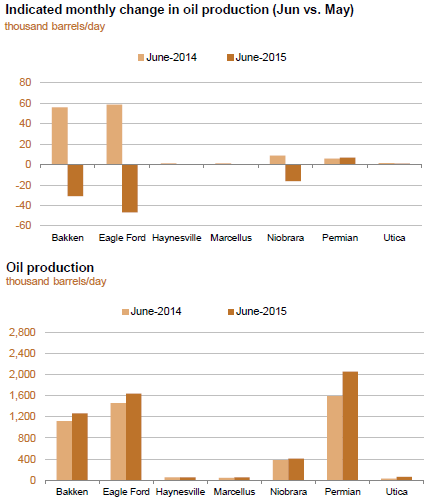 Indicated monthly change in oil production (Jun vs. May)
thousand barrels/day
June-2014 June-2015
80
60
40
20
0
-20
-40
-60
Bakken Eagle Ford Haynesville Marcellus Niobrara Permian Utica
Oil production
thousand barrels/day
June-2014 June-2015
2,800
2,400
2,000
1,600
1,200
800
400
0
Bakken Eagle Ford Haynesville Marcellus Niobrara Permian Utica